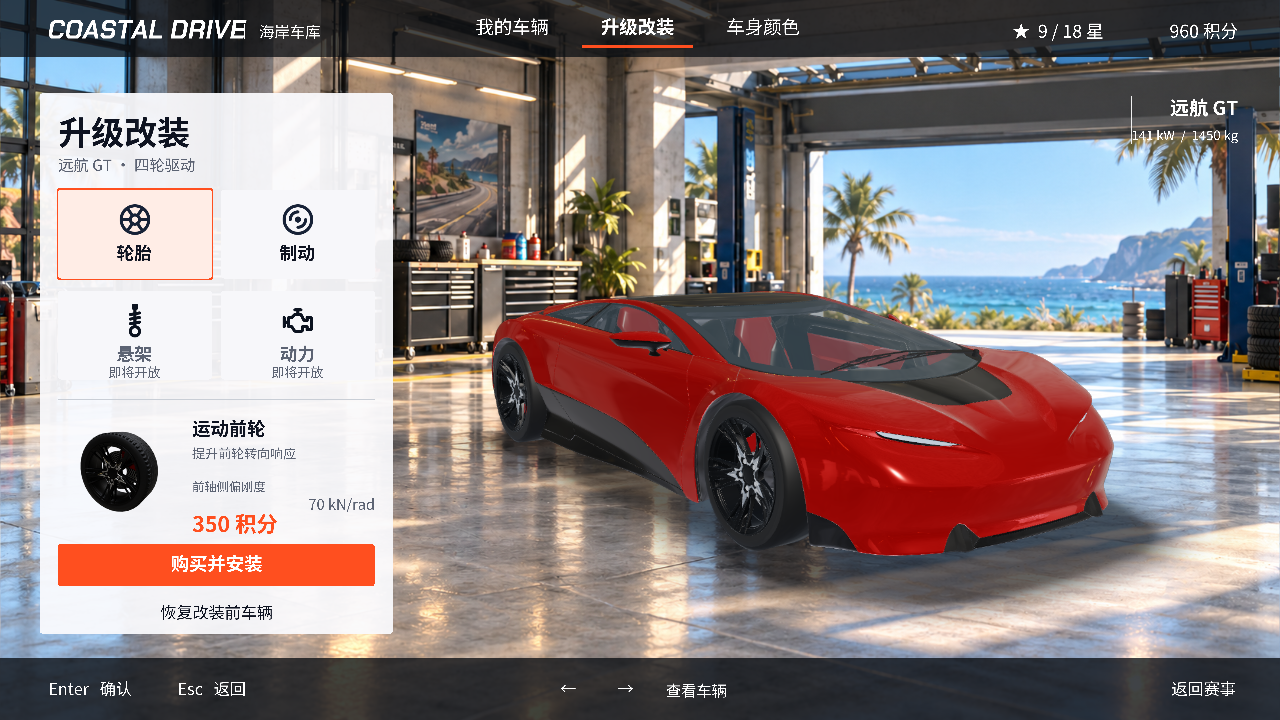 COASTAL DRIVE 海岸车库
我的车辆 升级改装 车身颜色
★ 9 / 18 星 960 积分
远航 GT
141 kW / 1450 kg
升级改装
远航 GT · 四轮驱动
轮胎 制动
悬架 动力
即将开放 即将开放
运动前轮
提升前轮转向响应
前轴侧偏刚度
70 kN/rad
350 积分
购买并安装
恢复改装前车辆
Enter 确认 Esc 返回 ← → 查看车辆 返回赛事